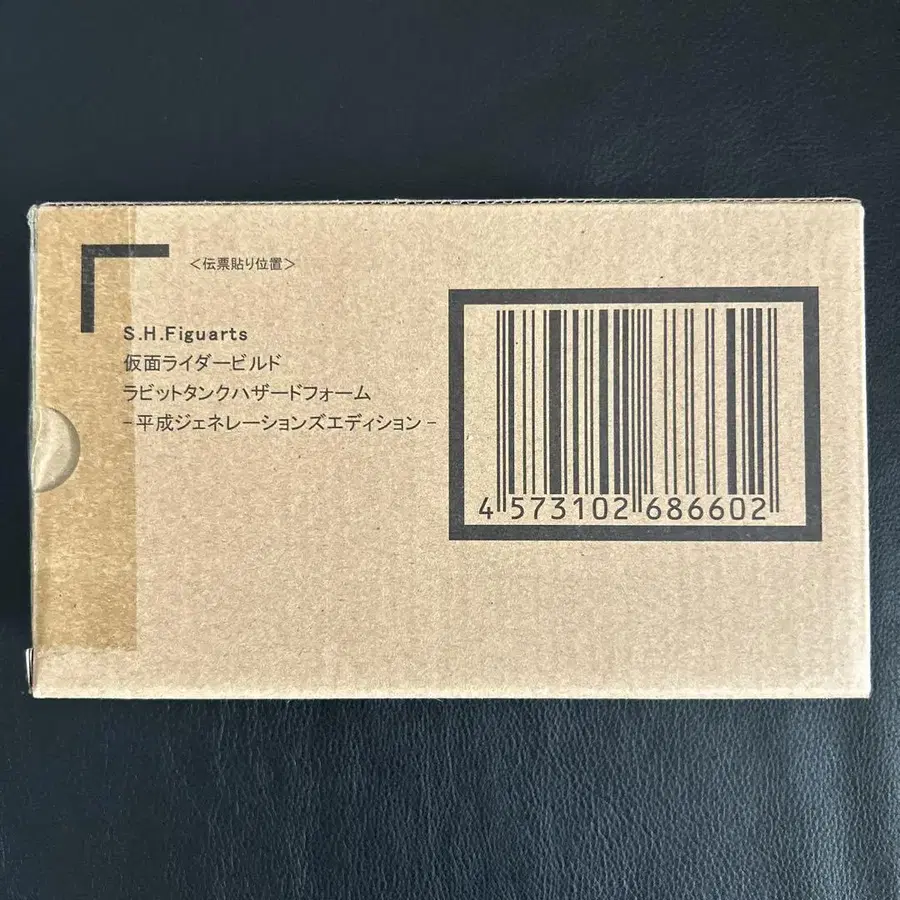 ＜伝票貼り位置＞
S.H.Figuarts
仮面ライダービルド
ラビットタンクハザードフォーム
-平成ジェネレーションズエディション-
4 573102 686602